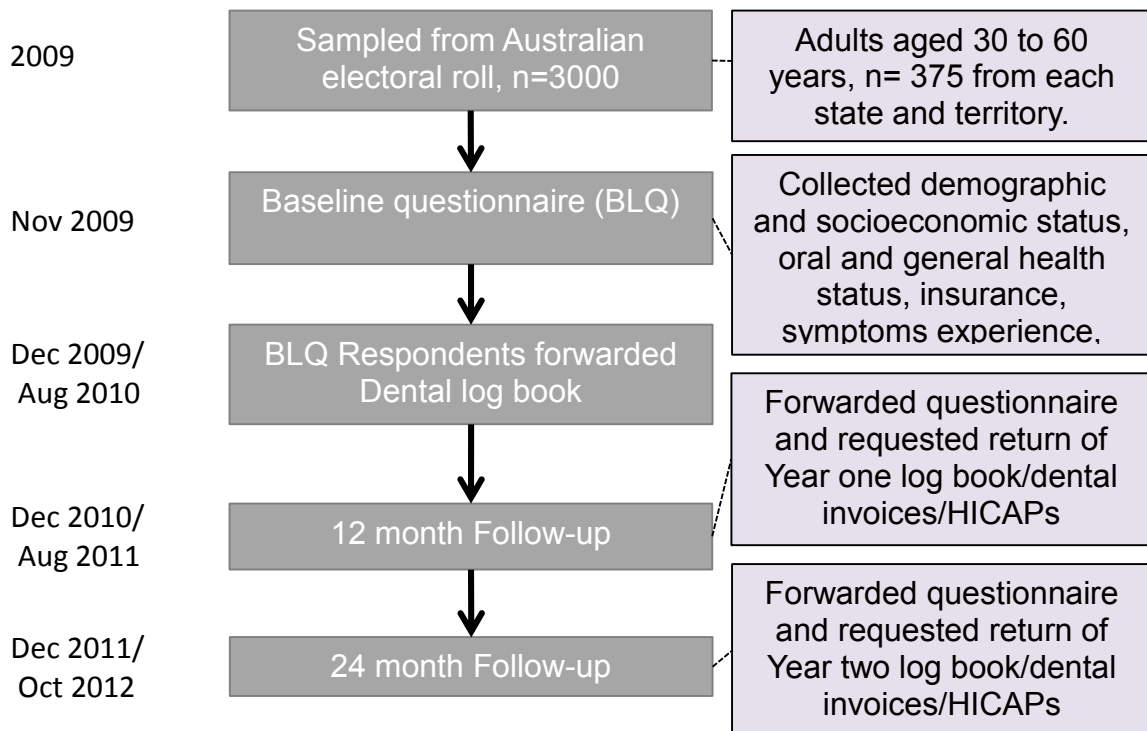 2009
Sampled from Australian
electoral roll, n=3000
Adults aged 30 to 60
years, n= 375 from each
state and territory.
Nov 2009
Baseline questionnaire (BLQ)
Collected demographic
and socioeconomic status,
oral and general health
status, insurance,
symptoms experience,
Dec 2009/
Aug 2010
BLQ Respondents forwarded
Dental log book
Dec 2010/
Aug 2011
12 month Follow-up
Forwarded questionnaire
and requested return of
Year one log book/dental
invoices/HICAPs
Dec 2011/
Oct 2012
24 month Follow-up
Forwarded questionnaire
and requested return of
Year two log book/dental
invoices/HICAPs